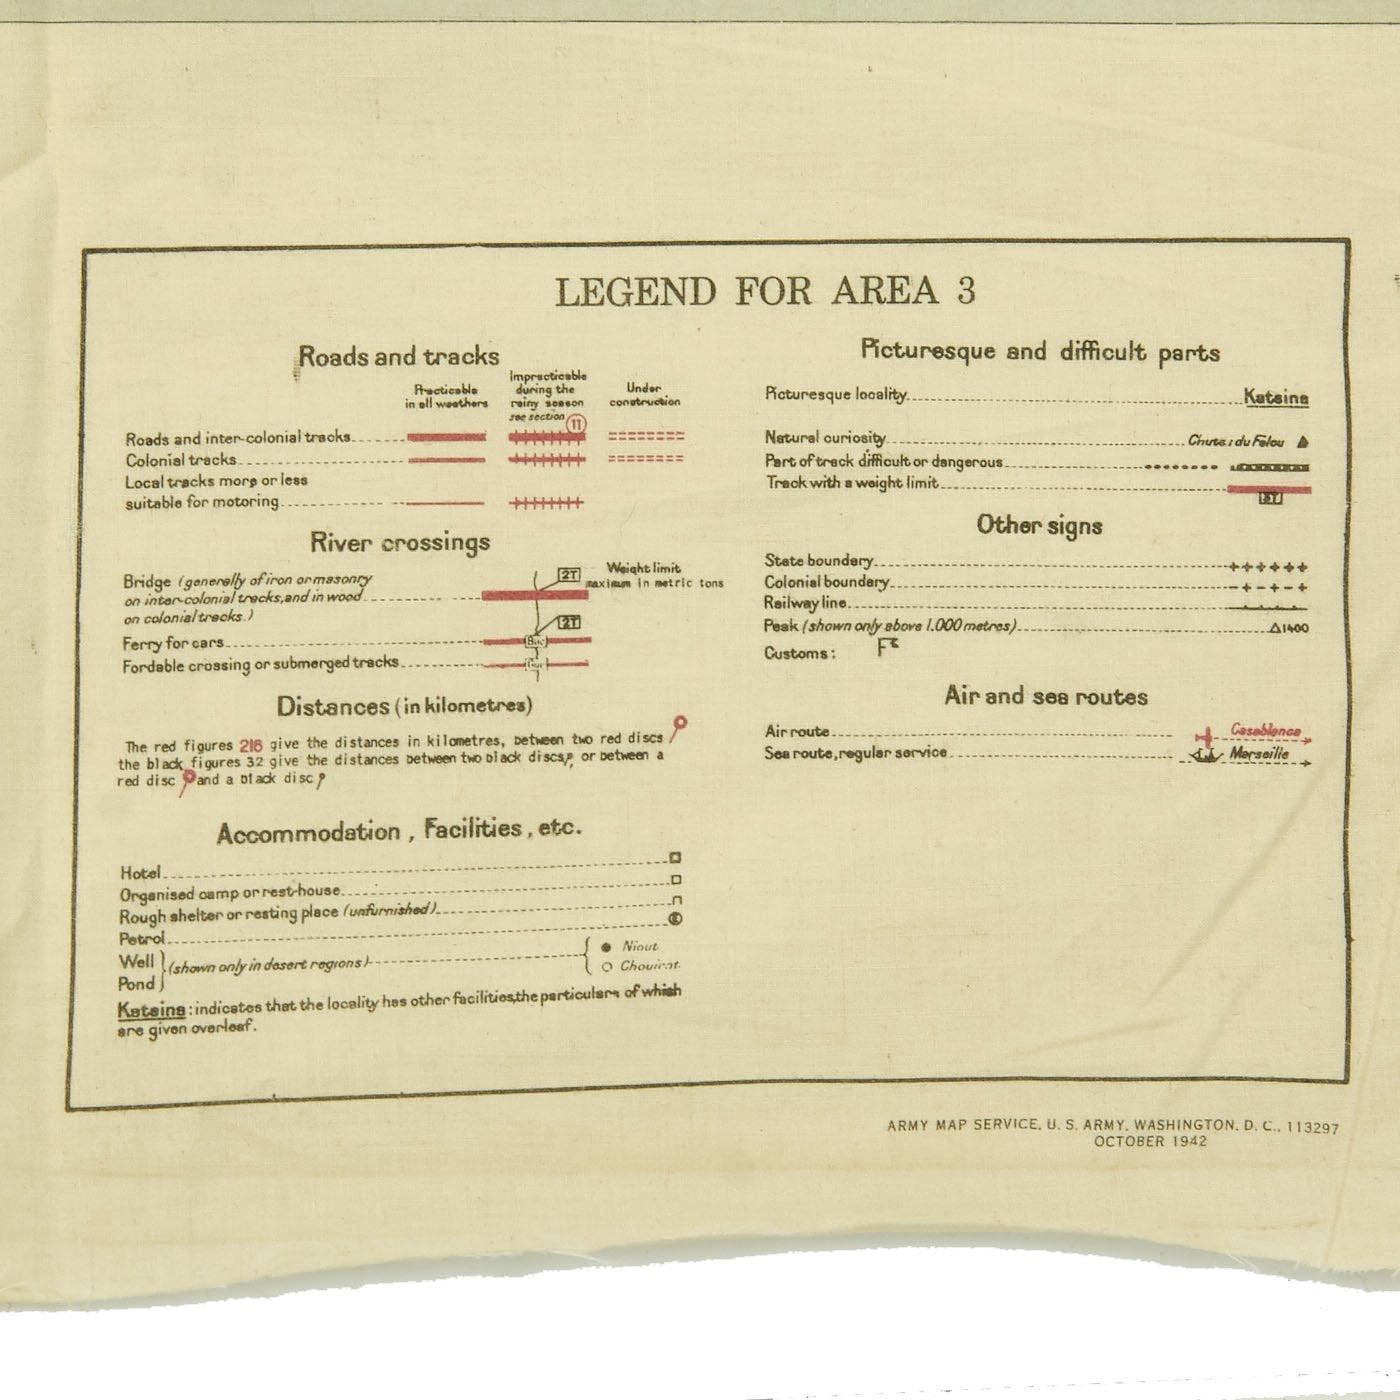 LEGEND FOR AREA 3
Roads and tracks
Practicable
in all weathers
Impracticable
during the
rainy season
see section 11
Under
construction
Roads and inter-colonial tracks
Colonial tracks
Local tracks more or less
suitable for motoring
River crossings
Bridge (generally of iron or masonry
on inter-colonial tracks, and in wood
on colonial tracks.)
2T
Weight limit
maximum in metric tons
2T
Ferry for cars
Fordable crossing or submerged tracks
Distances (in kilometres)
The red figures 216 give the distances in kilometres, between two red discs
the black figures 32 give the distances between two black discs, or between a
red disc and a black disc
Accommodation, Facilities, etc.
Hotel
Organised camp or rest-house
Rough shelter or resting place (unfurnished)
Petrol
Well
Pond
(shown only in desert regions)
Niout
Chouirat.
Katsina: indicates that the locality has other facilities, the particulars of which
are given overleaf.
Picturesque and difficult parts
Picturesque locality Katsina
Natural curiosity Chutes du Felou
Part of track difficult or dangerous
Track with a weight limit
3T
Other signs
State boundary
Colonial boundary
Railway line
Peak (shown only above 1.000 metres) 1400
Customs:
Air and sea routes
Air route Casablanca
Sea route, regular service Marseille
ARMY MAP SERVICE, U. S. ARMY, WASHINGTON, D. C., 113297
OCTOBER 1942